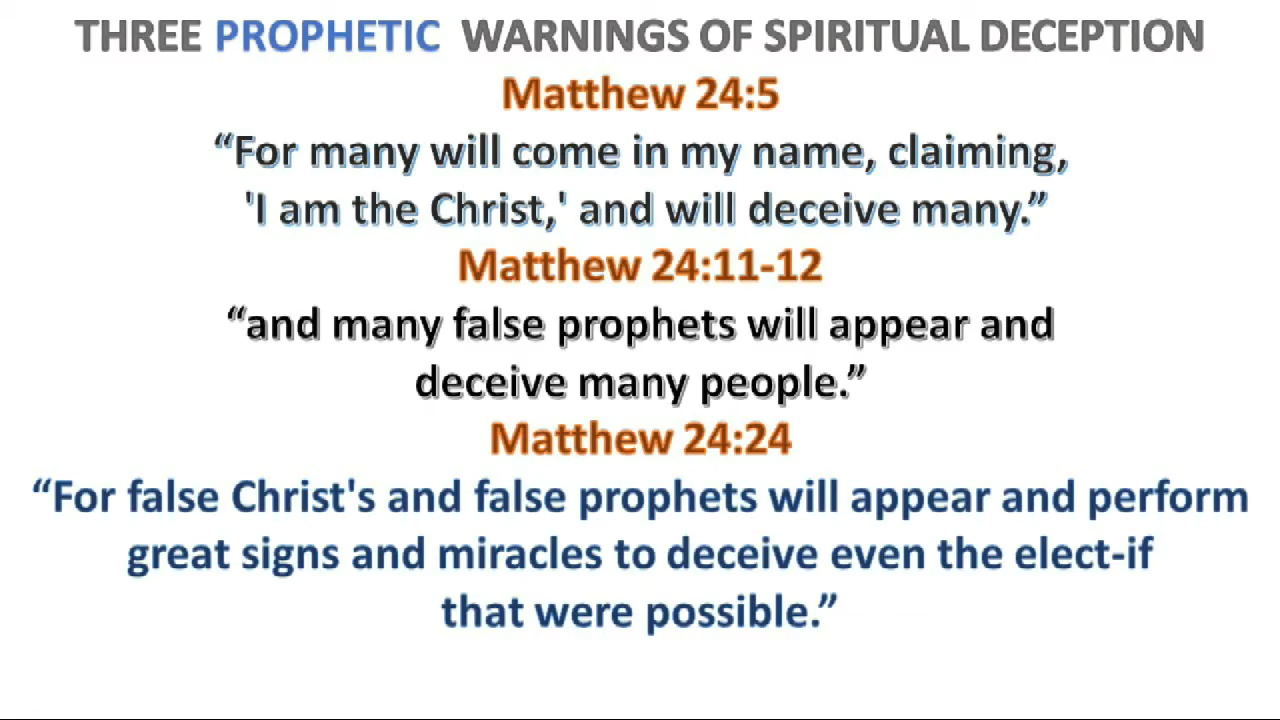 THREE PROPHETIC WARNINGS OF SPIRITUAL DECEPTION
Matthew 24:5
“For many will come in my name, claiming,
'I am the Christ,' and will deceive many.”
Matthew 24:11-12
“and many false prophets will appear and
deceive many people.”
Matthew 24:24
“For false Christ's and false prophets will appear and perform
great signs and miracles to deceive even the elect-if
that were possible.”